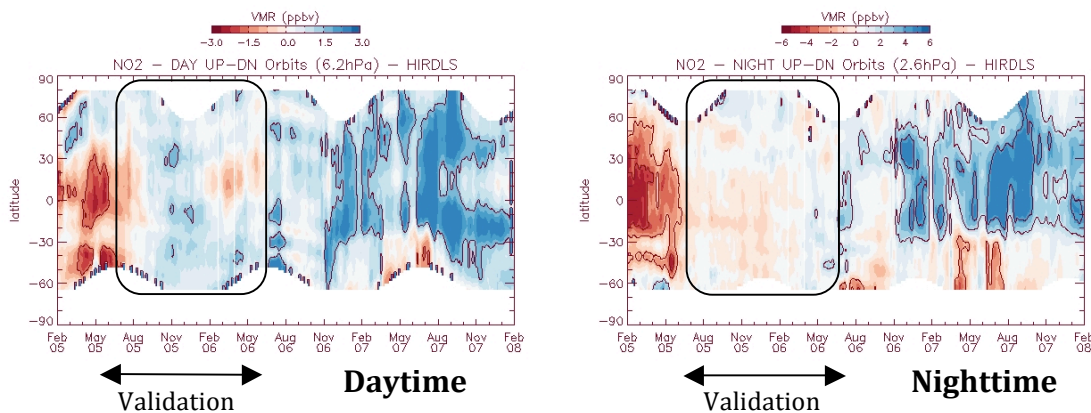 VMR (ppbv)
-3.0 -1.5 0.0 1.5 3.0
NO2 - DAY UP-DN Orbits (6.2hPa) - HIRDLS
90
60
30
0
-30
-60
-90
latitude
Feb 05 May 05 Aug 05 Nov 05 Feb 06 May 06 Aug 06 Nov 06 Feb 07 May 07 Aug 07 Nov 07 Feb 08
Validation
Daytime
VMR (ppbv)
-6 -4 -2 0 2 4 6
NO2 - NIGHT UP-DN Orbits (2.6hPa) - HIRDLS
90
60
30
0
-30
-60
-90
latitude
Feb 05 May 05 Aug 05 Nov 05 Feb 06 May 06 Aug 06 Nov 06 Feb 07 May 07 Aug 07 Nov 07 Feb 08
Validation
Nighttime